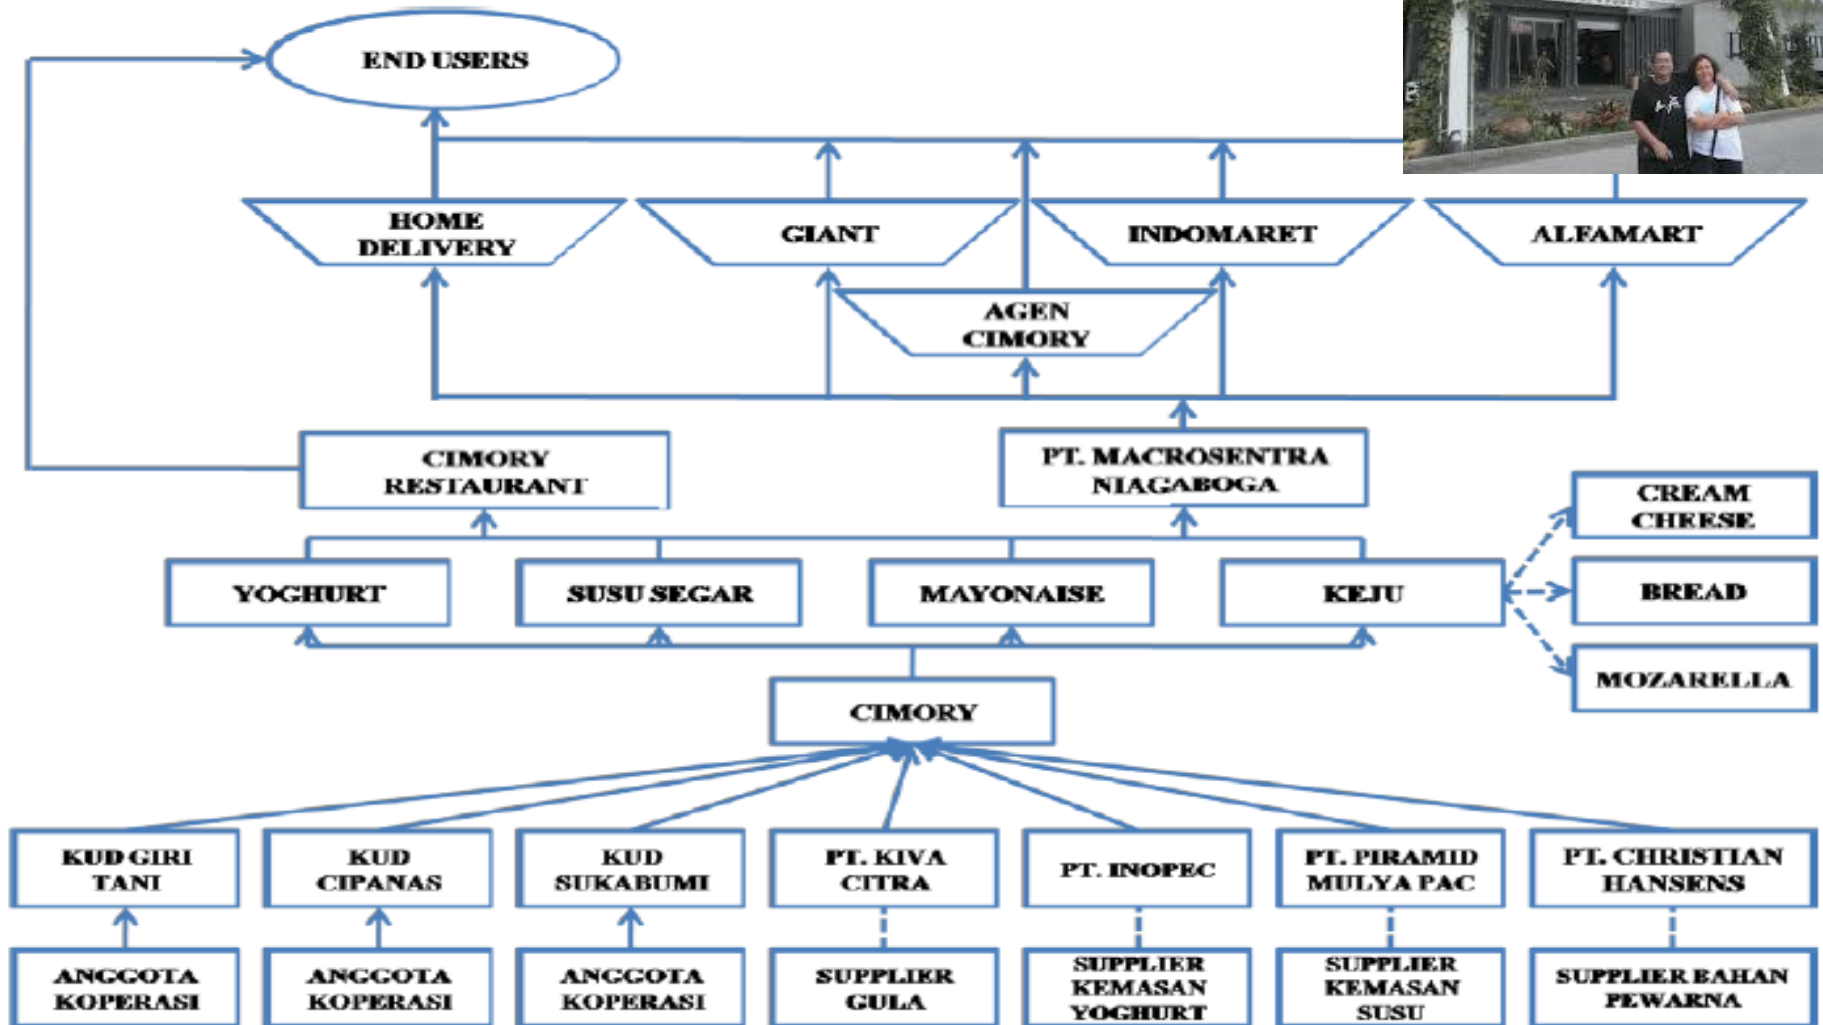 END USERS
HOME
DELIVERY
GIANT
INDOMARET
ALFAMART
AGEN
CIMORY
CIMORY
RESTAURANT
PT. MACROSENTRA
NIAGABOGA
CREAM
CHEESE
YOGHURT
SUSU SEGAR
MAYONAISE
KEJU
BREAD
MOZARELLA
CIMORY
KUD GIRI
TANI
KUD
CIPANAS
KUD
SUKABUMI
PT. KIVA
CITRA
PT. INOPEC
PT. PIRAMID
MULYA PAC
PT. CHRISTIAN
HANSENS
ANGGOTA
KOPERASI
ANGGOTA
KOPERASI
ANGGOTA
KOPERASI
SUPPLIER
GULA
SUPPLIER
KEMASAN
YOGHURT
SUPPLIER
KEMASAN
SUSU
SUPPLIER BAHAN
PEWARNA